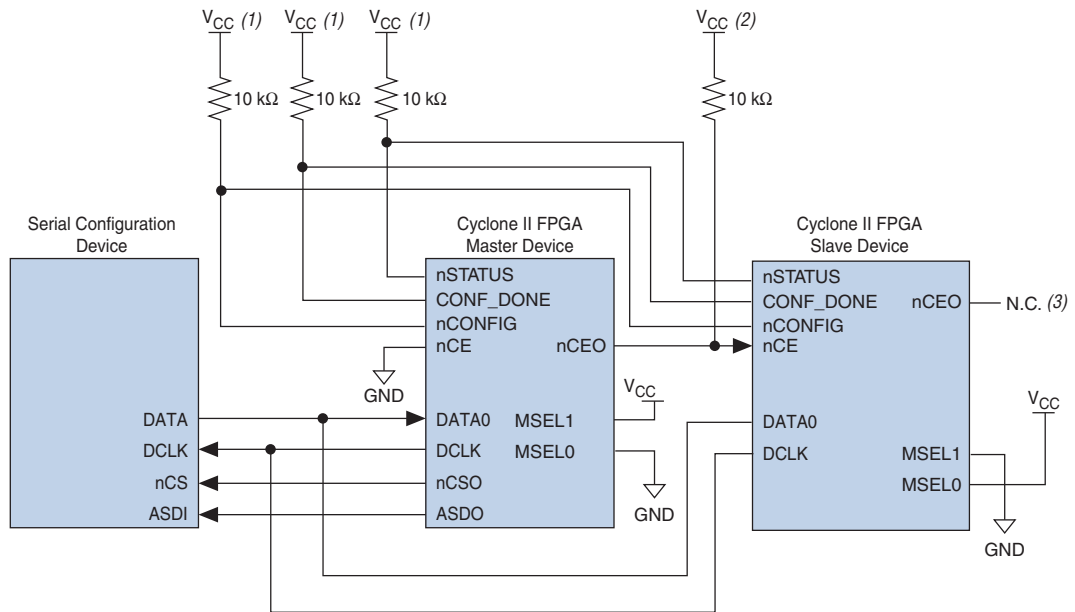 VCC (1) VCC (1) VCC (1) VCC (2)
10 kΩ 10 kΩ 10 kΩ 10 kΩ
Serial Configuration
Device
Cyclone II FPGA
Master Device
Cyclone II FPGA
Slave Device
DATA
DCLK
nCS
ASDI
nSTATUS
CONF_DONE
nCONFIG
nCE
nCEO
GND
DATA0
DCLK
nCSO
ASDO
MSEL1
MSEL0
VCC
GND
nSTATUS
CONF_DONE
nCONFIG
nCE
nCEO
N.C. (3)
DATA0
DCLK
MSEL1
MSEL0
VCC
GND